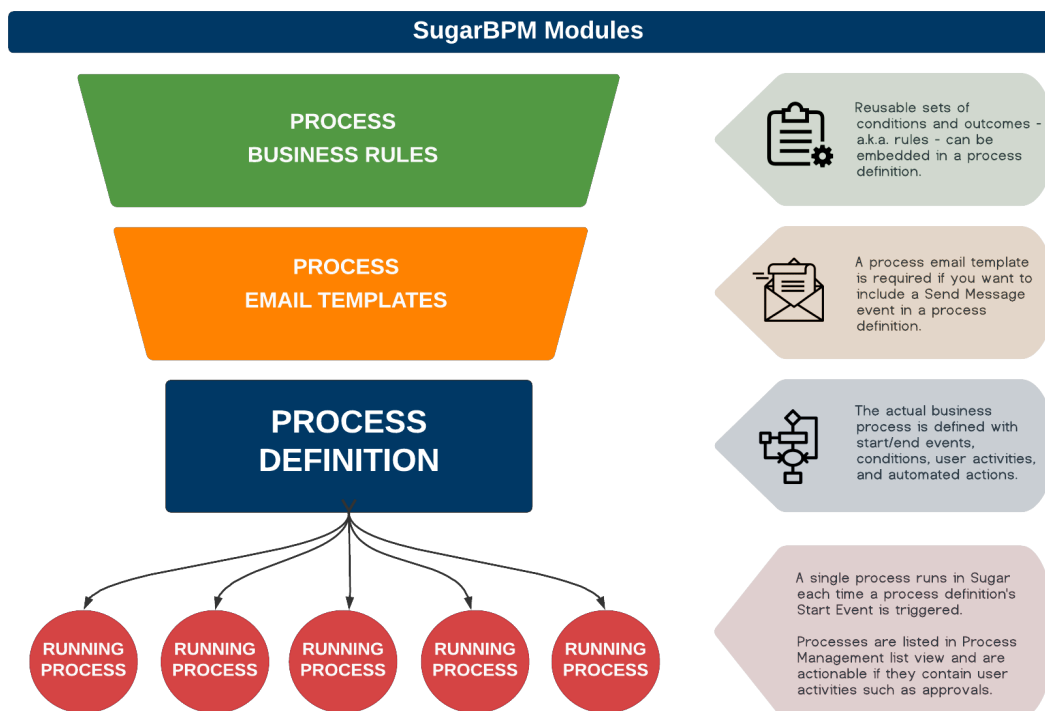 SugarBPM Modules
PROCESS
BUSINESS RULES
Reusable sets of
conditions and outcomes -
a.k.a. rules - can be
embedded in a process
definition.
PROCESS
EMAIL TEMPLATES
A process email template
is required if you want to
include a Send Message
event in a process
definition.
PROCESS
DEFINITION
The actual business
process is defined with
start/end events,
conditions, user activities,
and automated actions.
RUNNING
PROCESS
RUNNING
PROCESS
RUNNING
PROCESS
RUNNING
PROCESS
RUNNING
PROCESS
A single process runs in Sugar
each time a process definition's
Start Event is triggered.
Processes are listed in Process
Management list view and are
actionable if they contain user
activities such as approvals.